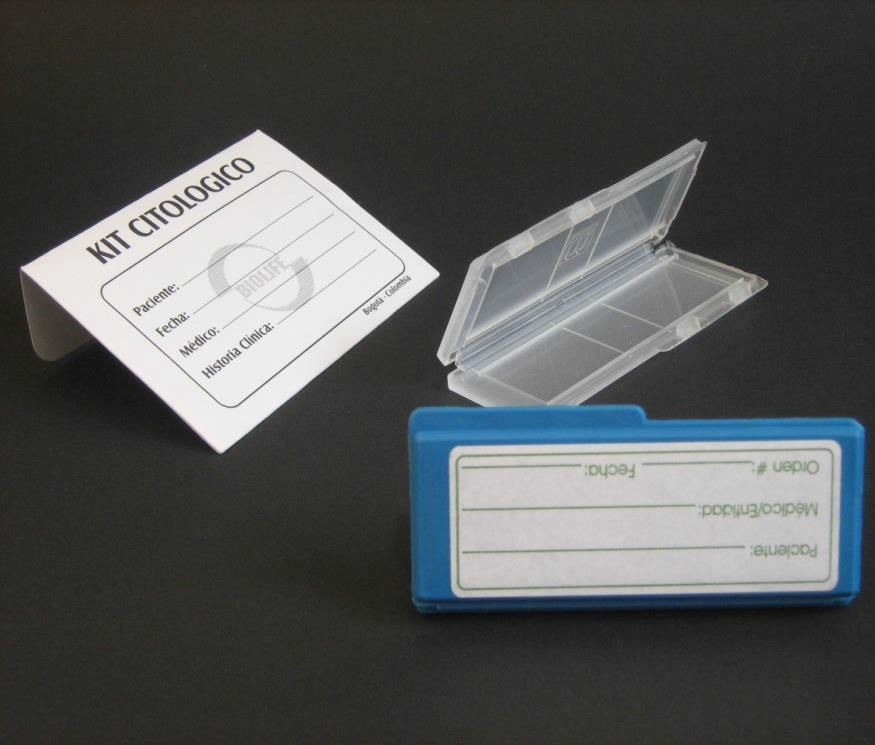 KIT CITOLOGICO
Paciente:
Fecha:
Médico:
Historia Clínica:
BIOLIFE
Bogotá - Colombia
Paciente:
Médico/Entidad:
Orden #: Fecha: